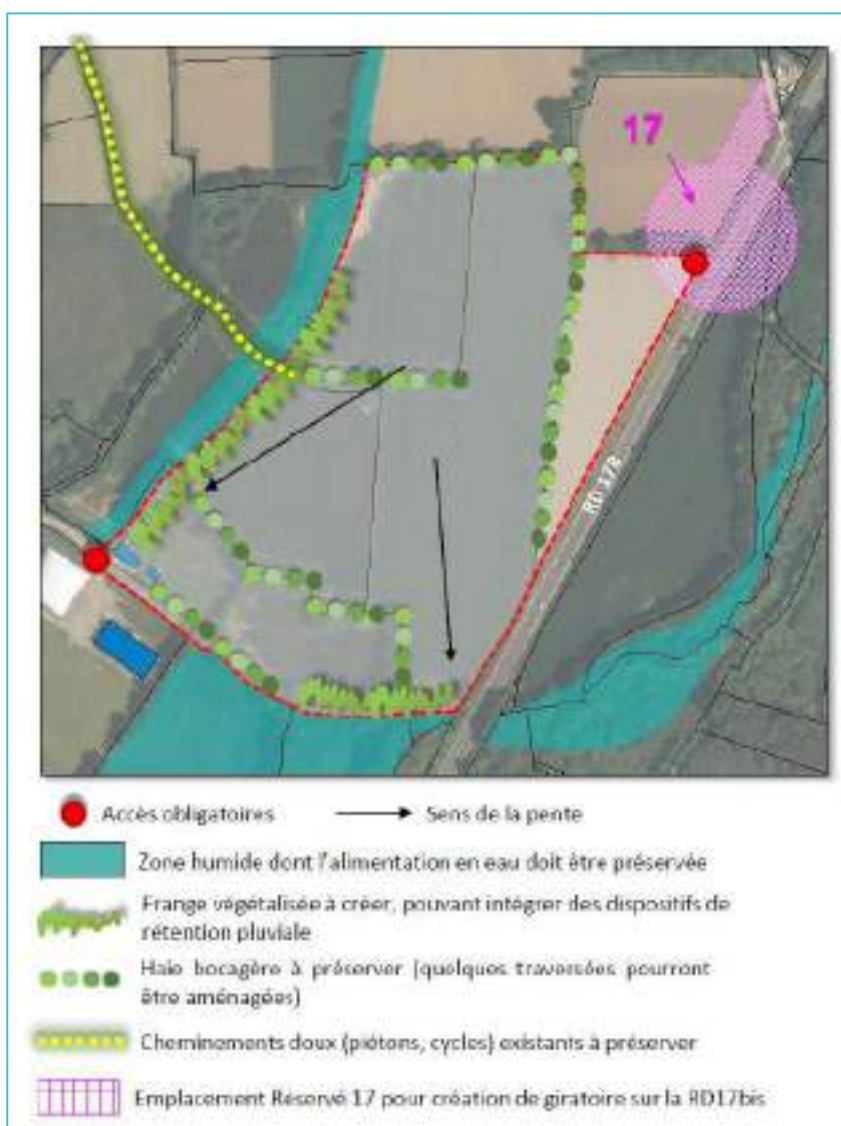 17
RD 178
Accès obligatoires
Sens de la pente
Zone humide dont l'alimentation en eau doit être préservée
Frange végétalisée à créer, pouvant intégrer des dispositifs de
rétention pluviale
Haie bocagère à préserver (quelques traversées pourront
être aménagées)
Cheminements doux (piétons, cycles) existants à préserver
Emplacement Réservé 17 pour création de giratoire sur la RD17bis